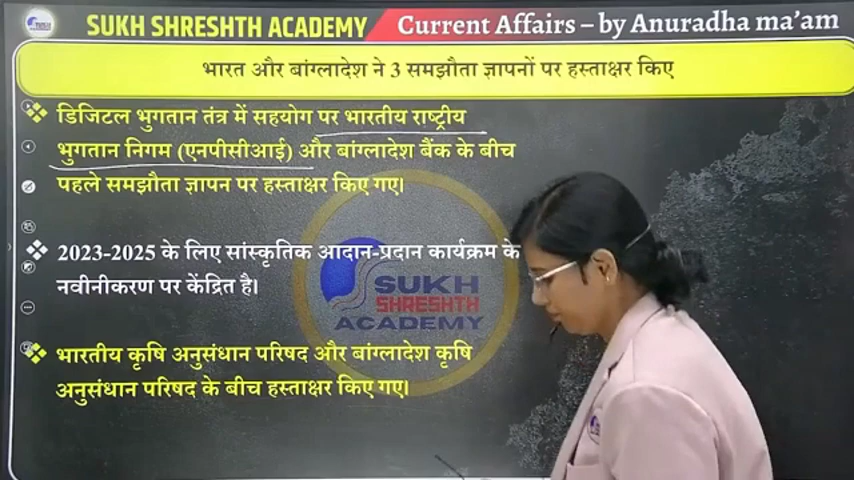 SUKH SHRESHTH ACADEMY
Current Affairs – by Anuradha ma’am
भारत और बांग्लादेश ने 3 समझौता ज्ञापनों पर हस्ताक्षर किए
डिजिटल भुगतान तंत्र में सहयोग पर भारतीय राष्ट्रीय
भुगतान निगम (एनपीसीआई) और बांग्लादेश बैंक के बीच
पहले समझौता ज्ञापन पर हस्ताक्षर किए गए।
2023-2025 के लिए सांस्कृतिक आदान-प्रदान कार्यक्रम के
नवीनीकरण पर केंद्रित है।
SUKH
SHRESHTH
ACADEMY
भारतीय कृषि अनुसंधान परिषद और बांग्लादेश कृषि
अनुसंधान परिषद के बीच हस्ताक्षर किए गए।